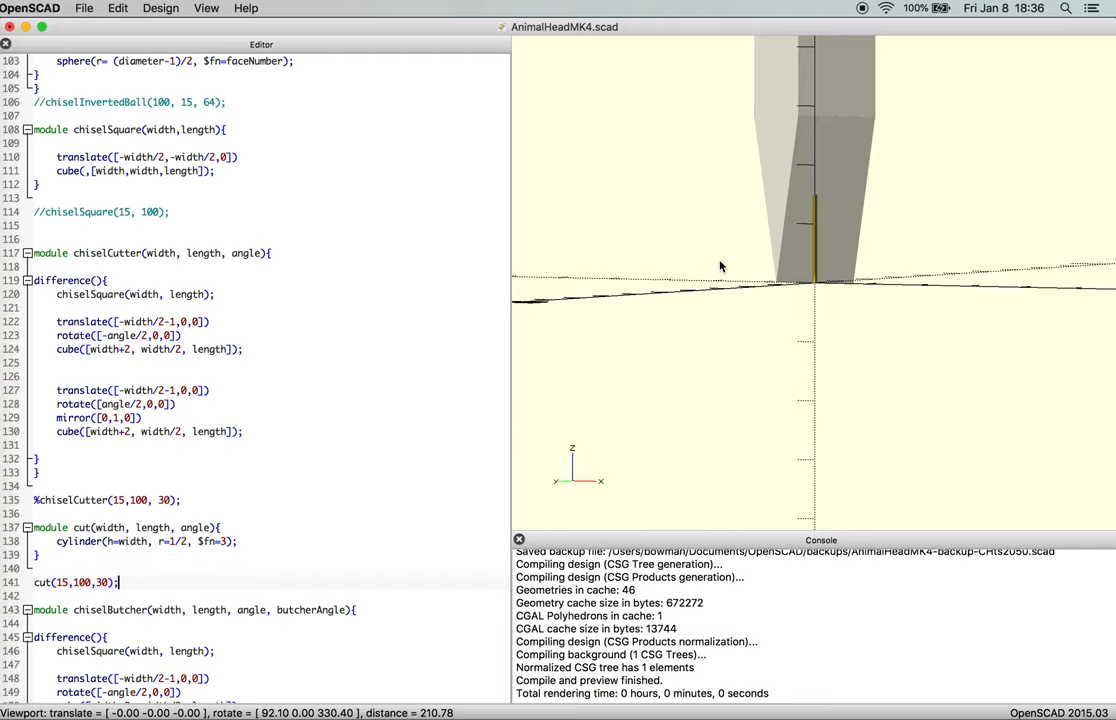 OpenSCAD File Edit Design View Help 100% Fri Jan 8 18:36
AnimalHeadMK4.scad
Editor
103 sphere(r= (diameter-1)/2, $fn=faceNumber);
104 }
105 }
106 //chiselInvertedBall(100, 15, 64);
107
108 module chiselSquare(width,length){
109
110 translate([-width/2,-width/2,0])
111 cube(,[width,width,length]);
112 }
113
114 //chiselSquare(15, 100);
115
116
117 module chiselCutter(width, length, angle){
118
119 difference(){
120 chiselSquare(width, length);
121
122 translate([-width/2-1,0,0])
123 rotate([-angle/2,0,0])
124 cube([width+2, width/2, length]);
125
126
127 translate([-width/2-1,0,0])
128 rotate([angle/2,0,0])
129 mirror([0,1,0])
130 cube([width+2, width/2, length]);
131
132 }
133 }
134
135 %chiselCutter(15,100, 30);
136
137 module cut(width, length, angle){
138 cylinder(h=width, r=1/2, $fn=3);
139 }
140
141 cut(15,100,30);
142
143 module chiselButcher(width, length, angle, butcherAngle){
144
145 difference(){
146 chiselSquare(width, length);
147
148 translate([-width/2-1,0,0])
149 rotate([-angle/2,0,0])
Z
Y X
Console
Saved backup file: /Users/bowman/Documents/OpenSCAD/backups/AnimalHeadMK4-backup-CHts2050.scad
Compiling design (CSG Tree generation)...
Compiling design (CSG Products generation)...
Geometries in cache: 46
Geometry cache size in bytes: 672272
CGAL Polyhedrons in cache: 1
CGAL cache size in bytes: 13744
Compiling design (CSG Products normalization)...
Compiling background (1 CSG Trees)...
Normalized CSG tree has 1 elements
Compile and preview finished.
Total rendering time: 0 hours, 0 minutes, 0 seconds
Viewport: translate = [ -0.00 -0.00 -0.00 ], rotate = [ 92.10 0.00 330.40 ], distance = 210.78
OpenSCAD 2015.03